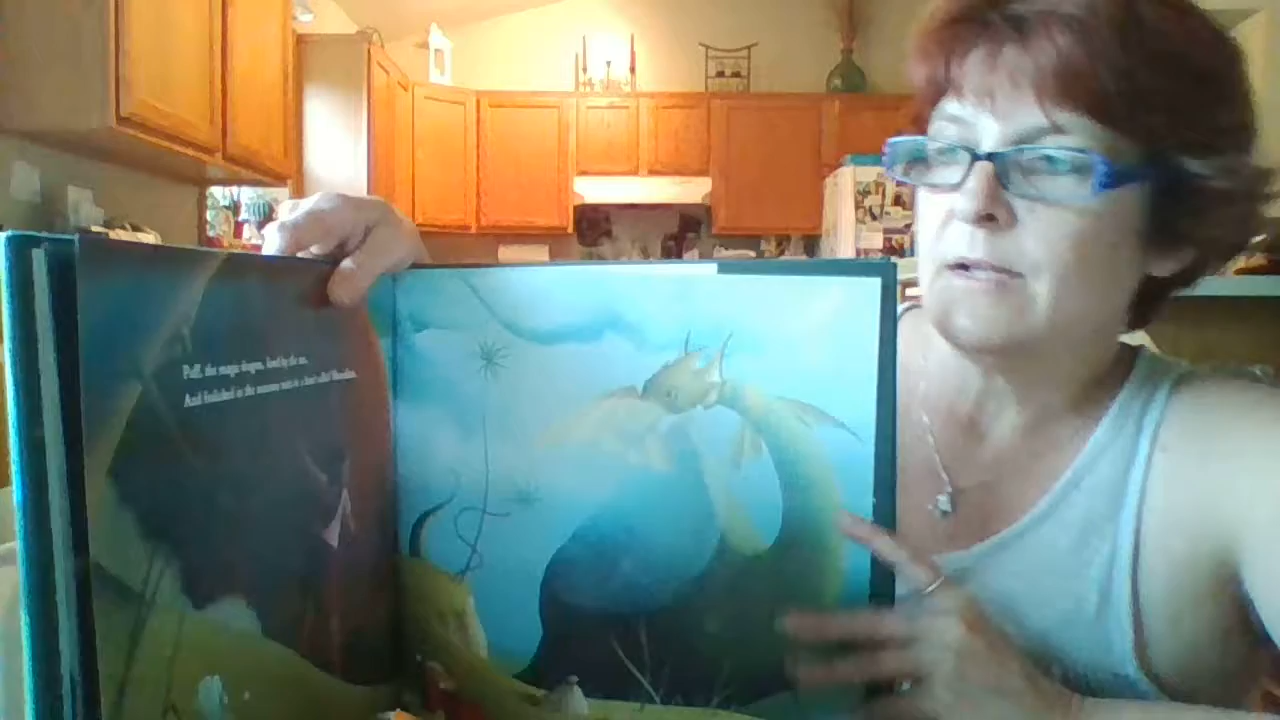 Puff, the magic dragon, lived by the sea,
And frolicked in the autumn mist in a land called Honalee.